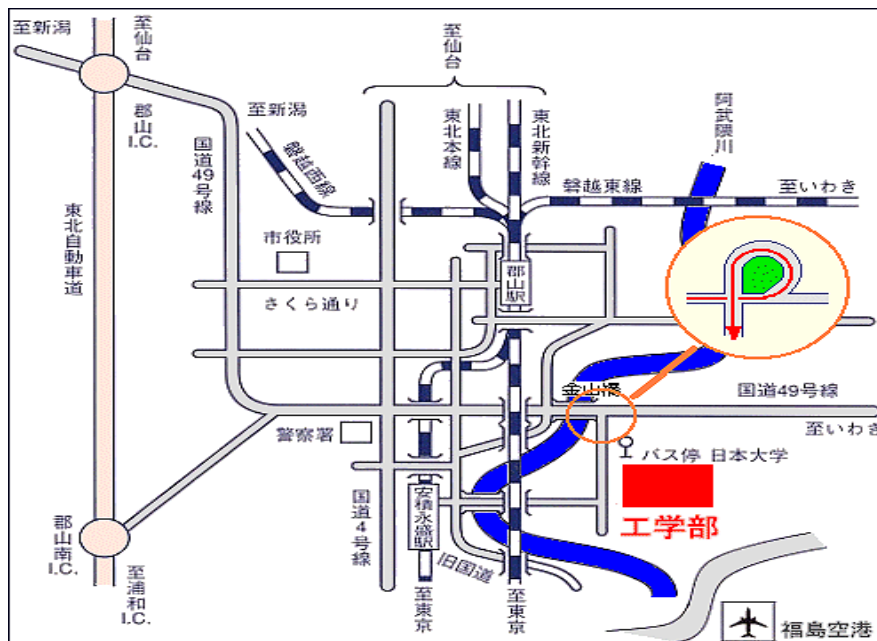 至新潟
至仙台
至仙台
郡山
I.C.
国道49号線
至新潟
磐越西線
東北本線
東北新幹線
阿武隈川
磐越東線
至いわき
東北自動車道
市役所
郡山駅
さくら通り
金山橋
国道49号線
至いわき
警察署
バス停 日本大学
工学部
国道4号線
安積永盛駅
旧国道
郡山南
I.C.
至浦和
I.C.
至東京
至東京
福島空港